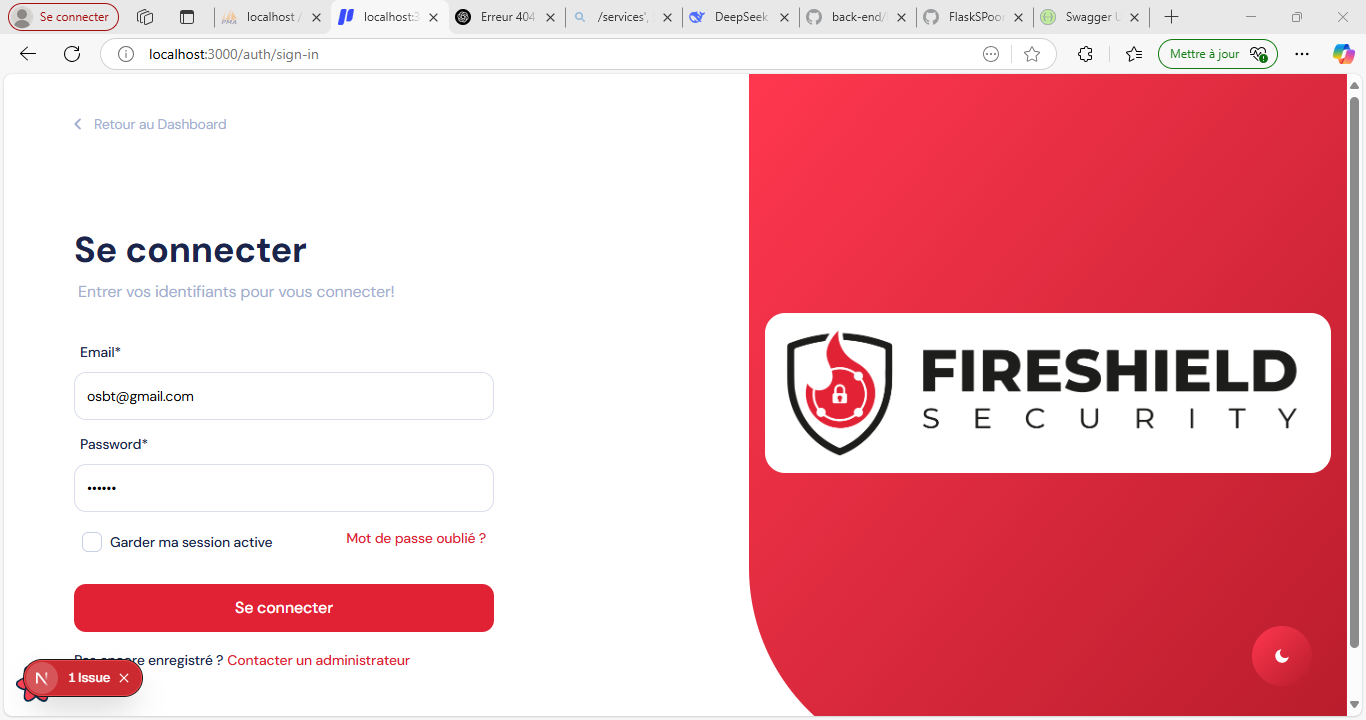 Se connecter
localhost /
localhost:3
Erreur 404
/services',
DeepSeek
back-end/
FlaskSPoo
Swagger U
localhost:3000/auth/sign-in
Mettre à jour
Retour au Dashboard
Se connecter
Entrer vos identifiants pour vous connecter!
Email*
osbt@gmail.com
Password*
••••••
Garder ma session active
Mot de passe oublié ?
Se connecter
Pas encore enregistré ? Contacter un administrateur
N 1 Issue
FIRESHIELD
SECURITY